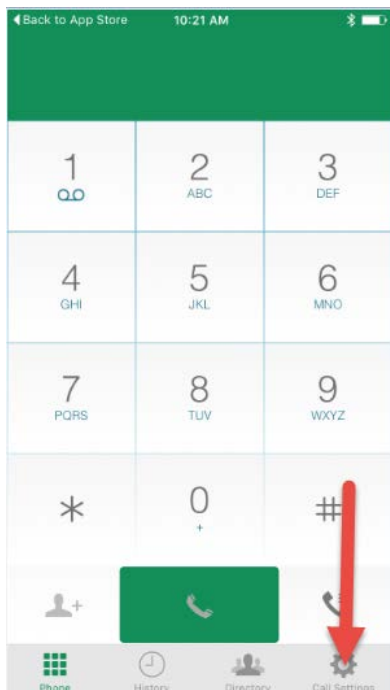 Back to App Store 10:21 AM
1 2 3
ABC DEF
4 5 6
GHI JKL MNO
7 8 9
PQRS TUV WXYZ
* 0 #
+
+
Phone History Directory Call Settings